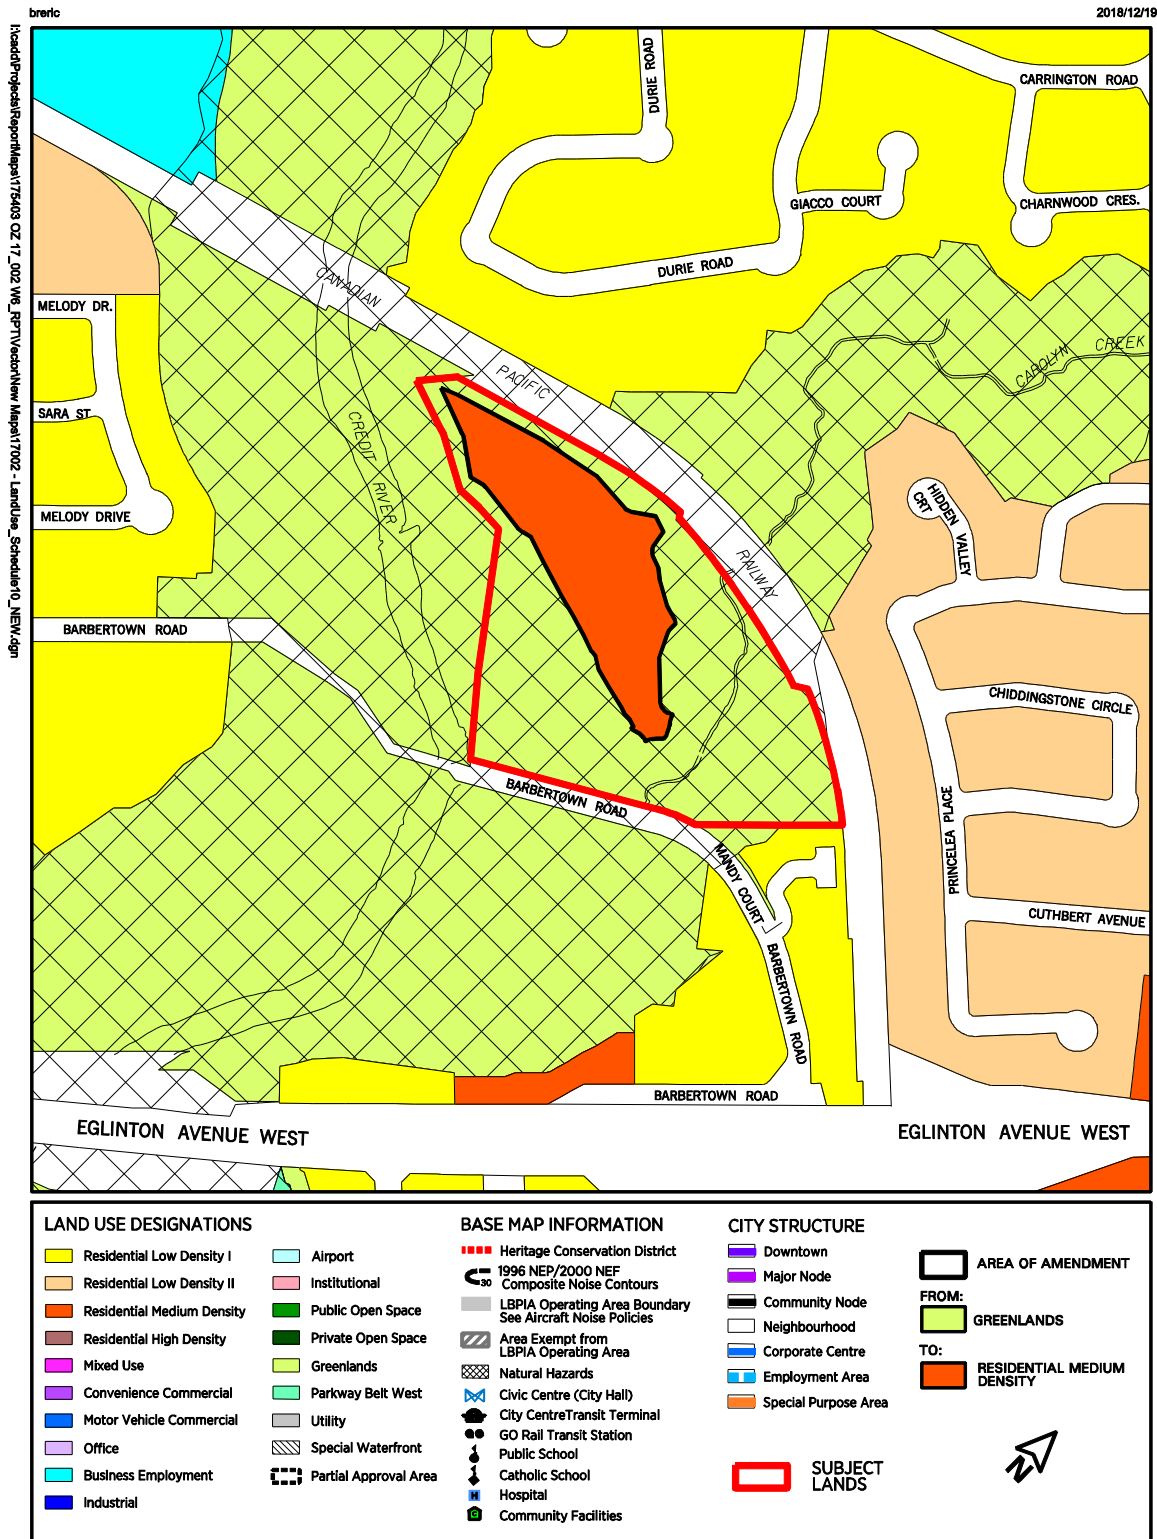 breric
2018/12/19
I:\cadd\Projects\ReportMaps\175403 OZ 17_002 W6_RPT\Vector\New Maps\17002 - LandUse_Schedule10_NEW.dgn
DURIE ROAD
CARRINGTON ROAD
GIACCO COURT
CHARNWOOD CRES.
DURIE ROAD
CANADIAN
MELODY DR.
CAROLYN CREEK
PACIFIC
SARA ST
CREDIT RIVER
HIDDEN VALLEY
CRT
MELODY DRIVE
RAILWAY
BARBERTOWN ROAD
CHIDDINGSTONE CIRCLE
BARBERTOWN ROAD
PRINCELEA PLACE
MANDY COURT
CUTHBERT AVENUE
BARBERTOWN ROAD
BARBERTOWN ROAD
EGLINTON AVENUE WEST
EGLINTON AVENUE WEST
LAND USE DESIGNATIONS
Residential Low Density I
Residential Low Density II
Residential Medium Density
Residential High Density
Mixed Use
Convenience Commercial
Motor Vehicle Commercial
Office
Business Employment
Industrial
Airport
Institutional
Public Open Space
Private Open Space
Greenlands
Parkway Belt West
Utility
Special Waterfront
Partial Approval Area
BASE MAP INFORMATION
Heritage Conservation District
1996 NEP/2000 NEF
Composite Noise Contours
30
LBPIA Operating Area Boundary
See Aircraft Noise Policies
Area Exempt from
LBPIA Operating Area
Natural Hazards
Civic Centre (City Hall)
City CentreTransit Terminal
GO Rail Transit Station
Public School
Catholic School
H
Hospital
Community Facilities
CITY STRUCTURE
Downtown
Major Node
Community Node
Neighbourhood
Corporate Centre
Employment Area
Special Purpose Area
SUBJECT
LANDS
AREA OF AMENDMENT
FROM:
GREENLANDS
TO:
RESIDENTIAL MEDIUM
DENSITY
N